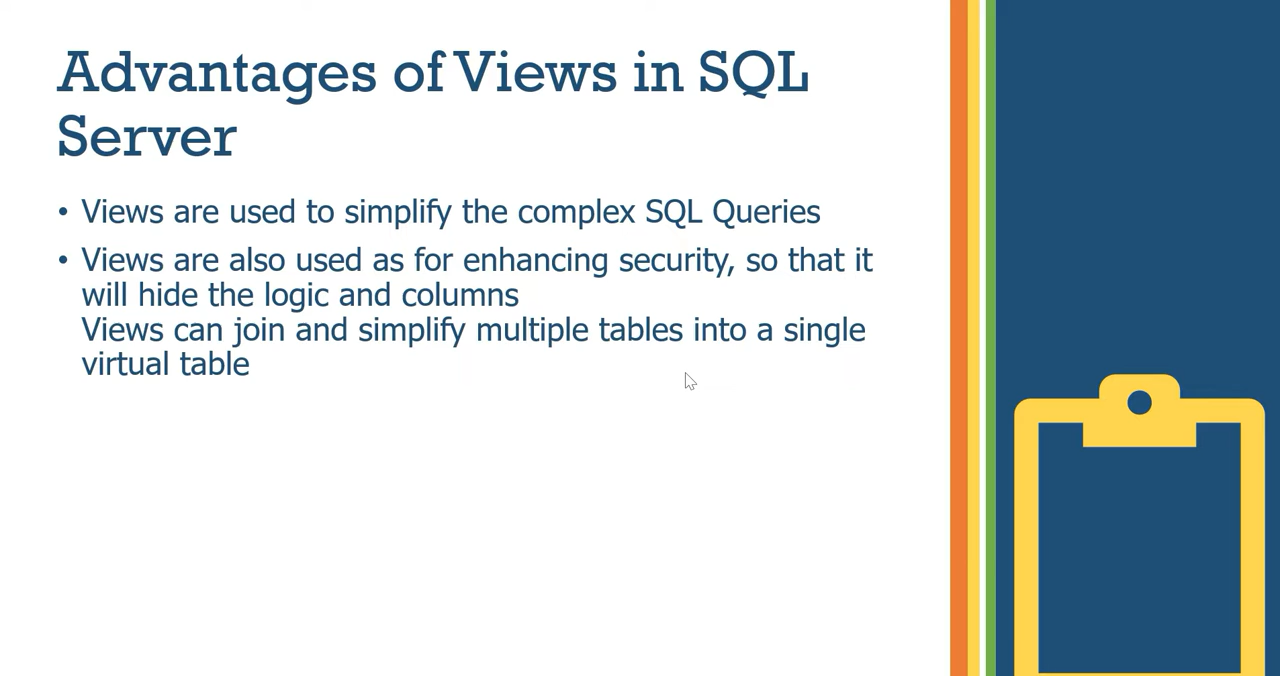 Advantages of Views in SQL
Server
• Views are used to simplify the complex SQL Queries
• Views are also used as for enhancing security, so that it
will hide the logic and columns
Views can join and simplify multiple tables into a single
virtual table